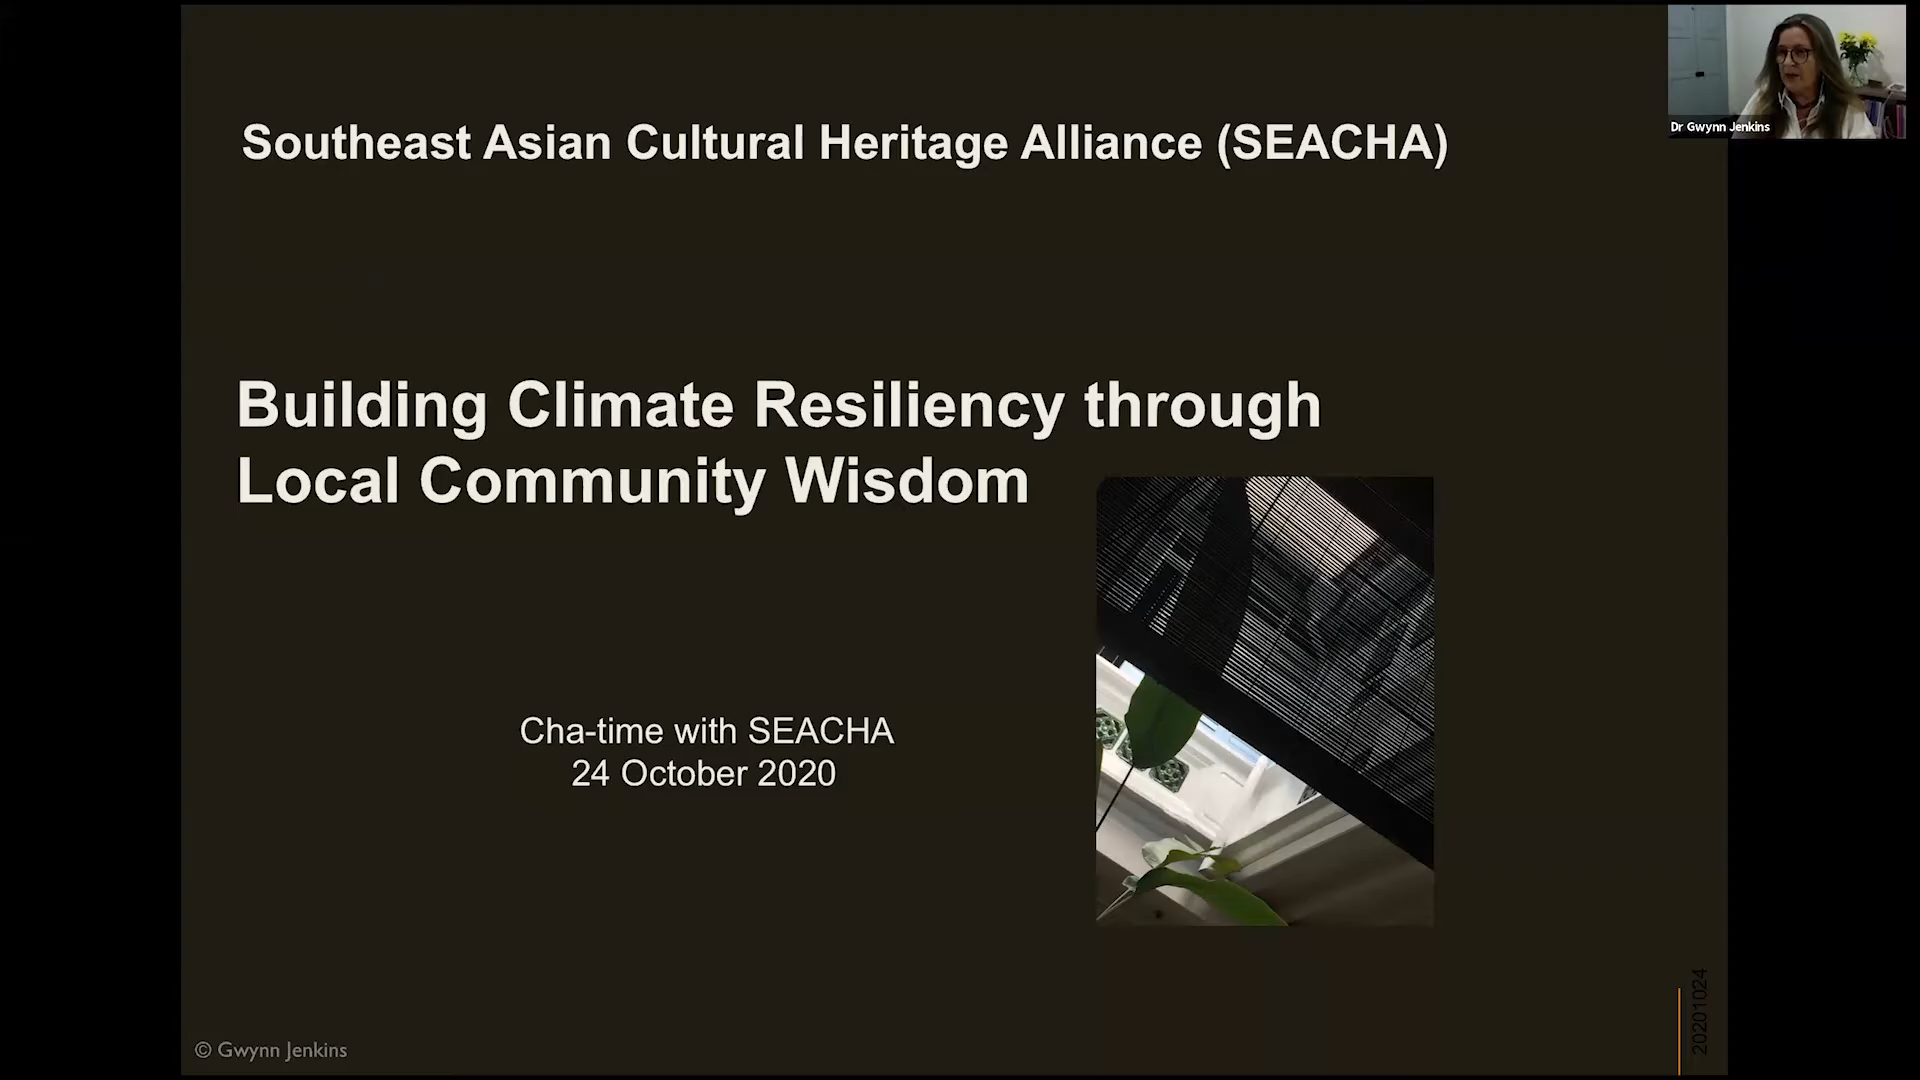 Dr Gwynn Jenkins
Southeast Asian Cultural Heritage Alliance (SEACHA)
Building Climate Resiliency through
Local Community Wisdom
Cha-time with SEACHA
24 October 2020
© Gwynn Jenkins
20201024